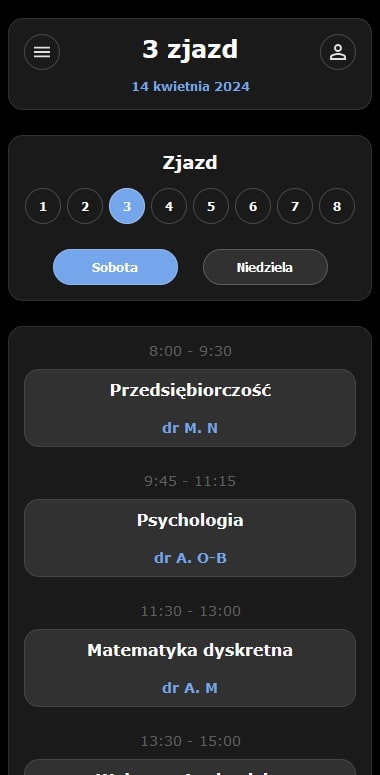 3 zjazd
14 kwietnia 2024
Zjazd
1 2 3 4 5 6 7 8
Sobota Niedziela
8:00 - 9:30
Przedsiębiorczość
dr M. N
9:45 - 11:15
Psychologia
dr A. O-B
11:30 - 13:00
Matematyka dyskretna
dr A. M
13:30 - 15:00